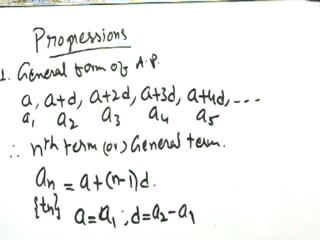 Progressions
1. General term of A.P.
a, a+d, a+2d, a+3d, a+4d, ---
a₁ a₂ a₃ a₄ a₅
∴ nth term (or) General term.
aₙ = a+(n-1)d.
{tn} a=a₁; d=a₂-a₁